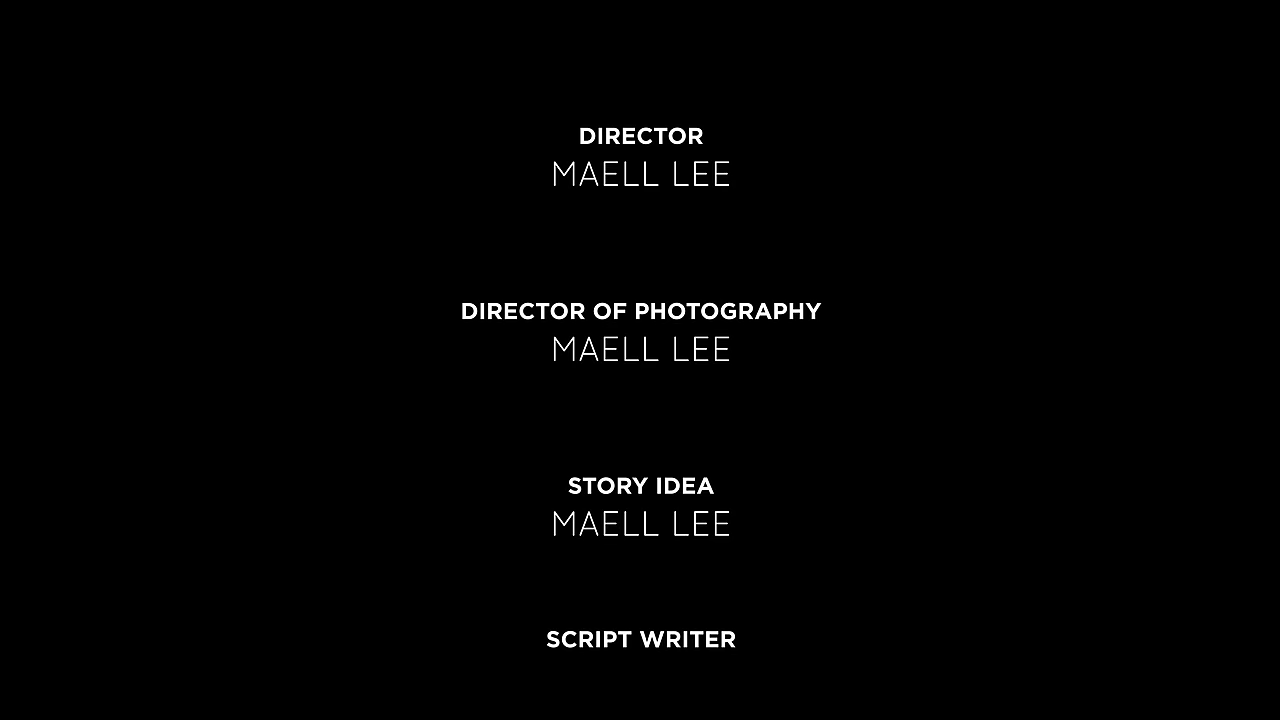 DIRECTOR
MAELL LEE
DIRECTOR OF PHOTOGRAPHY
MAELL LEE
STORY IDEA
MAELL LEE
SCRIPT WRITER